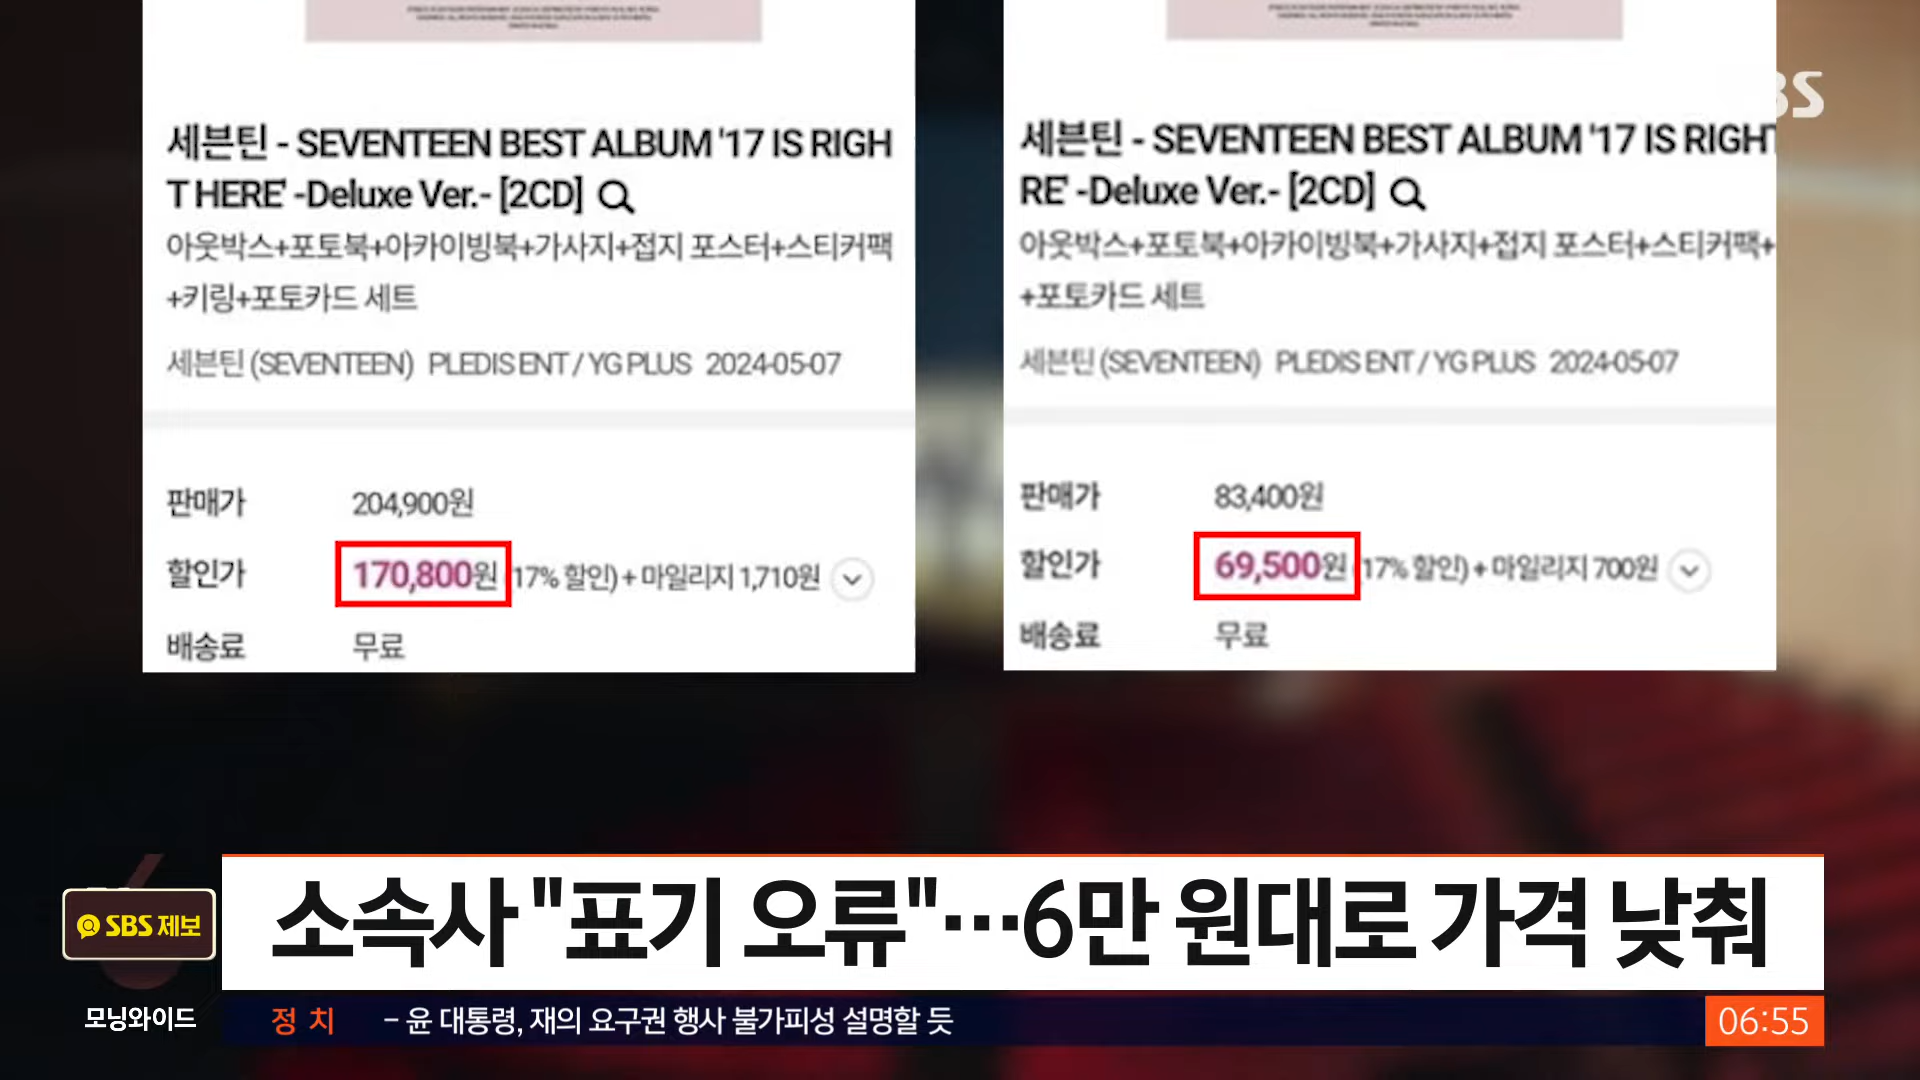 세븐틴 - SEVENTEEN BEST ALBUM '17 IS RIGH
T HERE' -Deluxe Ver.- [2CD]
아웃박스+포토북+아카이빙북+가사지+접지 포스터+스티커팩
+키링+포토카드 세트
세븐틴 (SEVENTEEN) PLEDIS ENT / YG PLUS 2024-05-07
판매가 204,900원
할인가 170,800원 17% 할인) + 마일리지 1,710원
배송료 무료
세븐틴 - SEVENTEEN BEST ALBUM '17 IS RIGHT
RE' -Deluxe Ver.- [2CD]
아웃박스+포토북+아카이빙북+가사지+접지 포스터+스티커팩+
+포토카드 세트
세븐틴 (SEVENTEEN) PLEDIS ENT / YG PLUS 2024-05-07
판매가 83,400원
할인가 69,500원 (17% 할인) + 마일리지 700원
배송료 무료
SBS
SBS 제보
소속사 "표기 오류"…6만 원대로 가격 낮춰
모닝와이드
정 치 – 윤 대통령, 재의 요구권 행사 불가피성 설명할 듯
06:55